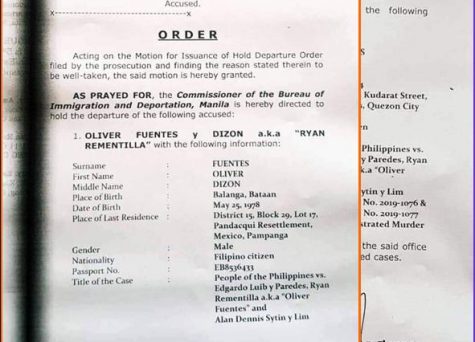 Accused.
x-------------------------------------x
ORDER
Acting on the Motion for Issuance of Hold Departure Order
filed by the prosecution and finding the reason stated therein to
be well-taken, the said motion is hereby granted.
AS PRAYED FOR, the Commissioner of the Bureau of
Immigration and Deportation, Manila is hereby directed to
hold the departure of the following accused:
1. OLIVER FUENTES y DIZON a.k.a "RYAN
REMENTILLA" with the following information:
Surname : FUENTES
First Name : OLIVER
Middle Name : DIZON
Place of Birth : Balanga, Bataan
Date of Birth : May 25, 1978
Place of Last Residence : District 15, Block 29, Lot 17,
Pandacqui Resettlement,
Mexico, Pampanga
Gender : Male
Nationality : Filipino citizen
Passport No. : EB8536433
Title of the Case : People of the Philippines vs.
Edgardo Luib y Paredes, Ryan
Rementilla a.k.a "Oliver
Fuentes" and
Alan Dennis Sytin y Lim
the following
S
Kudarat Street,
, Quezon City
n
Philippines vs.
y Paredes, Ryan
k.a "Oliver
ytin y Lim
No. 2019-1076 &
No. 2019-1077
strated Murder
the said office
ed cases.